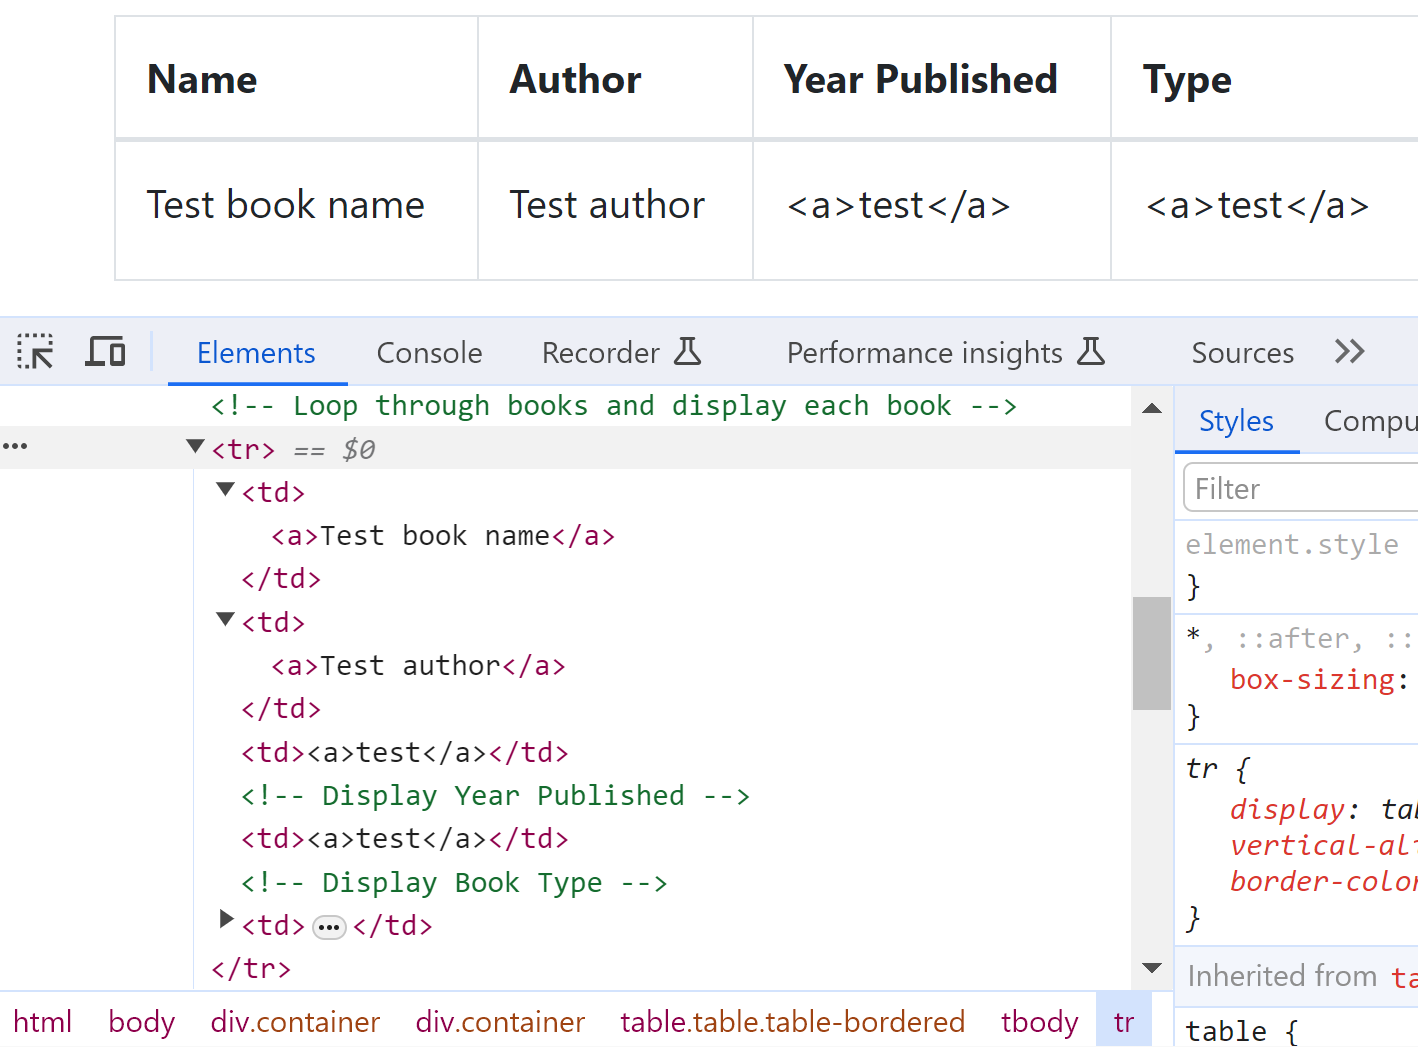 Name Author Year Published Type
Test book name Test author <a>test</a> <a>test</a>
Elements Console Recorder Performance insights Sources
<!-- Loop through books and display each book -->
<tr> == $0
<td>
<a>Test book name</a>
</td>
<td>
<a>Test author</a>
</td>
<td><a>test</a></td>
<!-- Display Year Published -->
<td><a>test</a></td>
<!-- Display Book Type -->
<td>…</td>
</tr>
html body div.container div.container table.table.table-bordered tbody tr
Styles Compu
Filter
element.style
}
*, ::after, ::
box-sizing:
}
tr {
display: tab
vertical-ali
border-color
}
Inherited from ta
table {